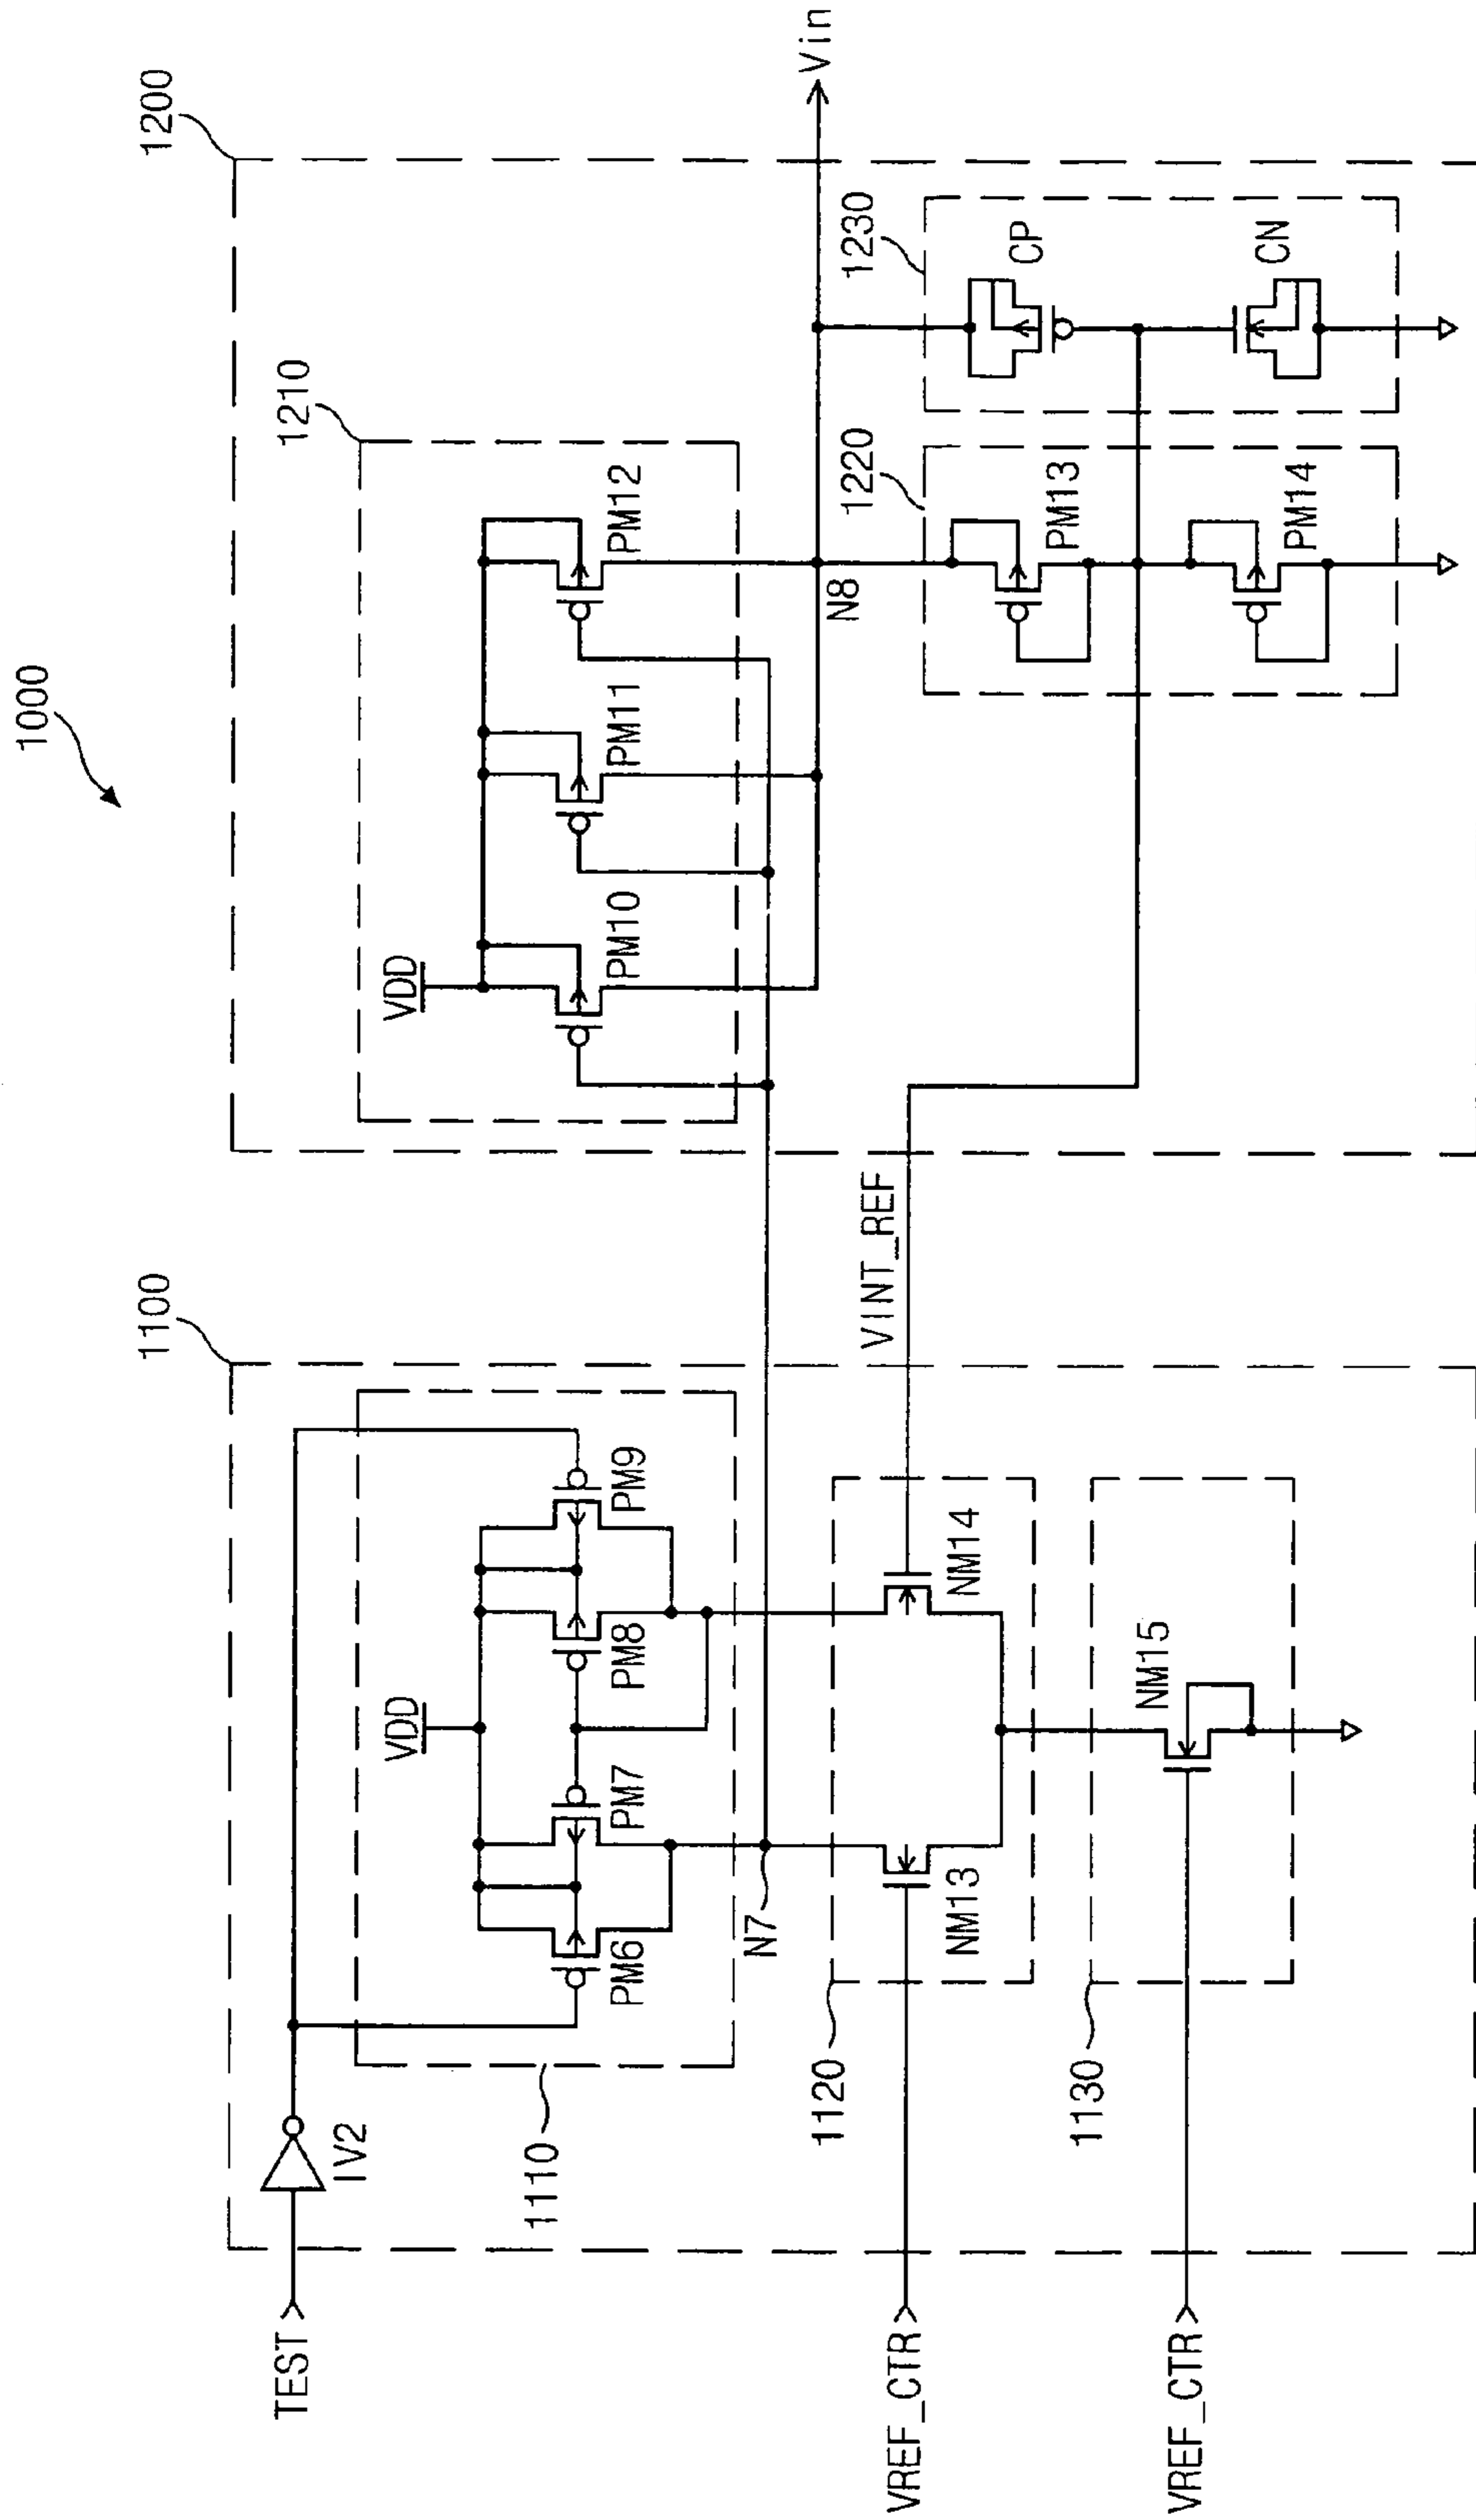 1000
1100
1200
TEST
IV2
1110
VDD
PM6
PM7
PM8
PM9
N7
1120
NM13
NM14
VREF_CTR
1130
NM15
VREF_CTR
VINT_REF
1210
VDD
PM10
PM11
PM12
N8
Vin
1220
PM13
PM14
1230
CP
CN